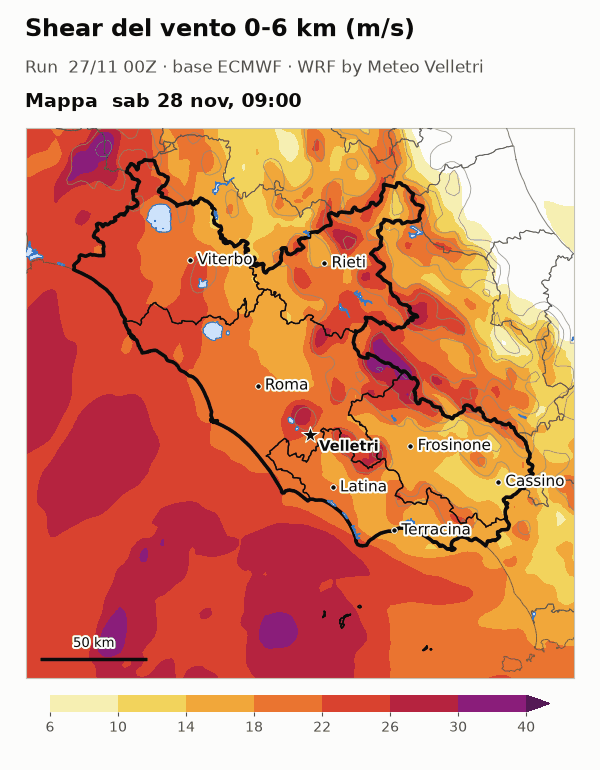 Shear del vento 0-6 km (m/s)
Run  27/11 00Z · base ECMWF · WRF by Meteo Velletri
Mappa  sab 28 nov, 09:00
Viterbo
Rieti
Roma
Velletri
Frosinone
Cassino
Latina
Terracina
50 km
6 10 14 18 22 26 30 40